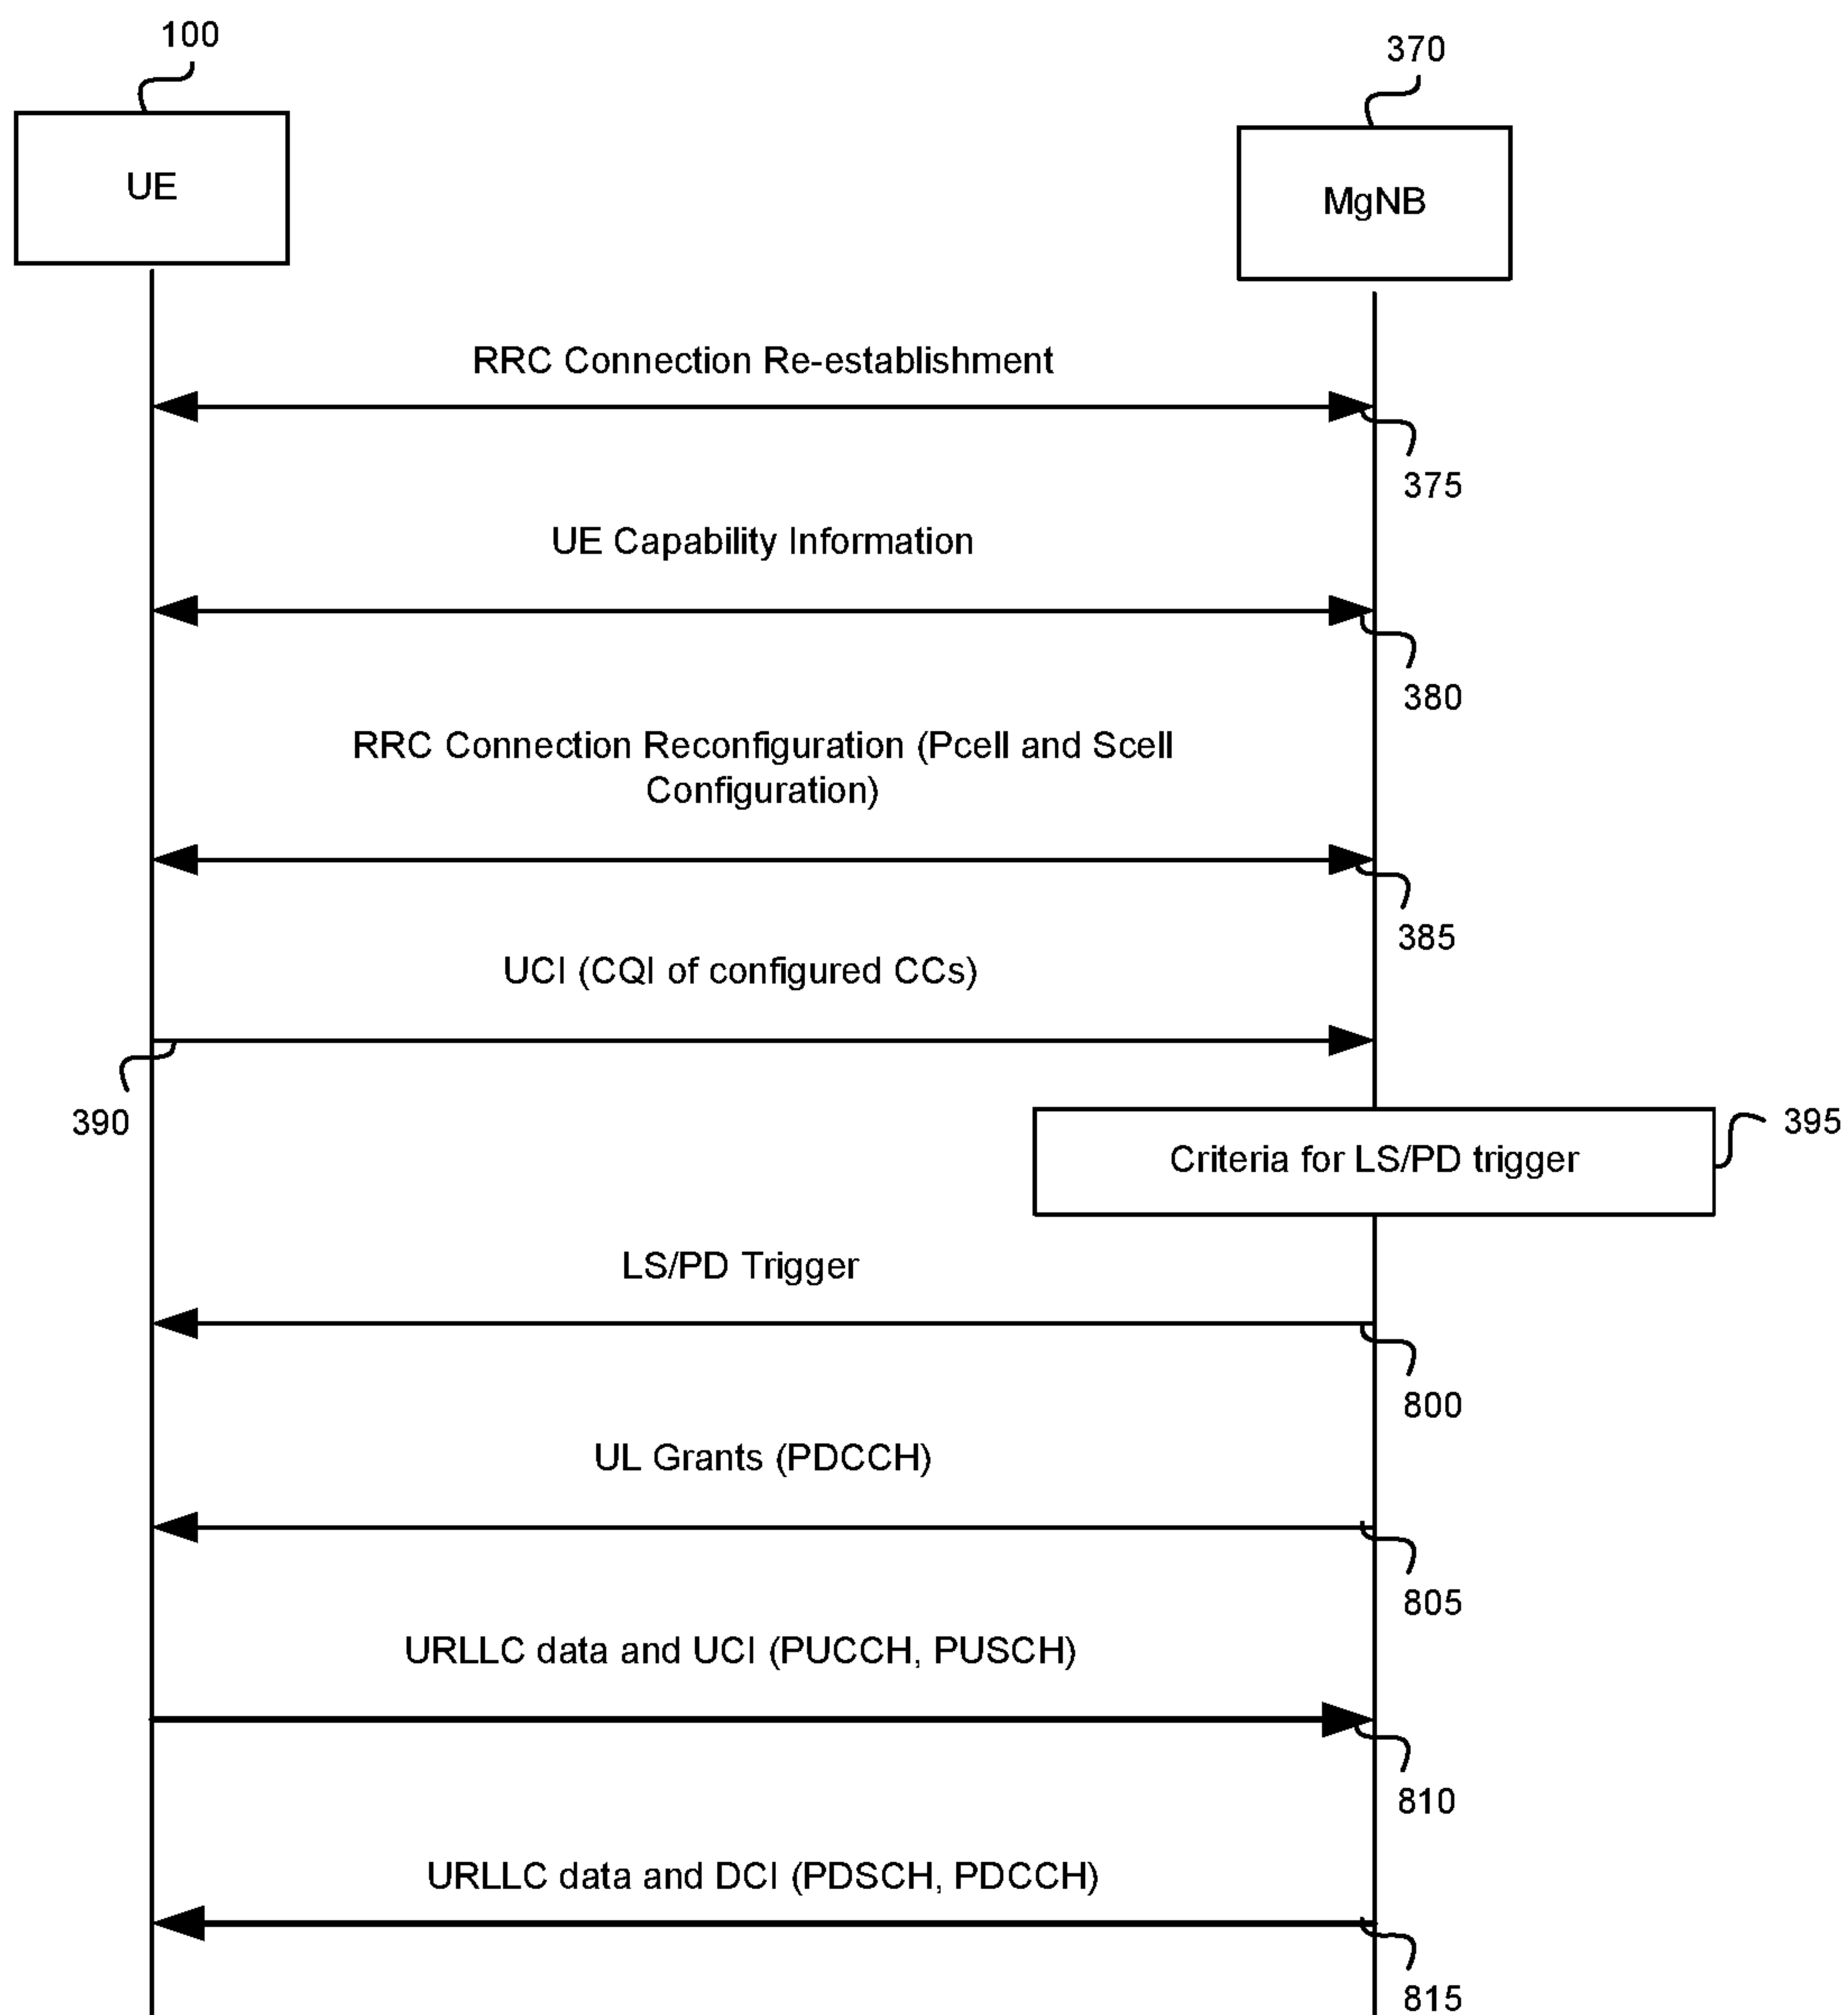 100
370
UE
MgNB
RRC Connection Re-establishment
375
UE Capability Information
380
RRC Connection Reconfiguration (Pcell and Scell
Configuration)
385
UCI (CQI of configured CCs)
390
395
Criteria for LS/PD trigger
LS/PD Trigger
800
UL Grants (PDCCH)
805
URLLC data and UCI (PUCCH, PUSCH)
810
URLLC data and DCI (PDSCH, PDCCH)
815